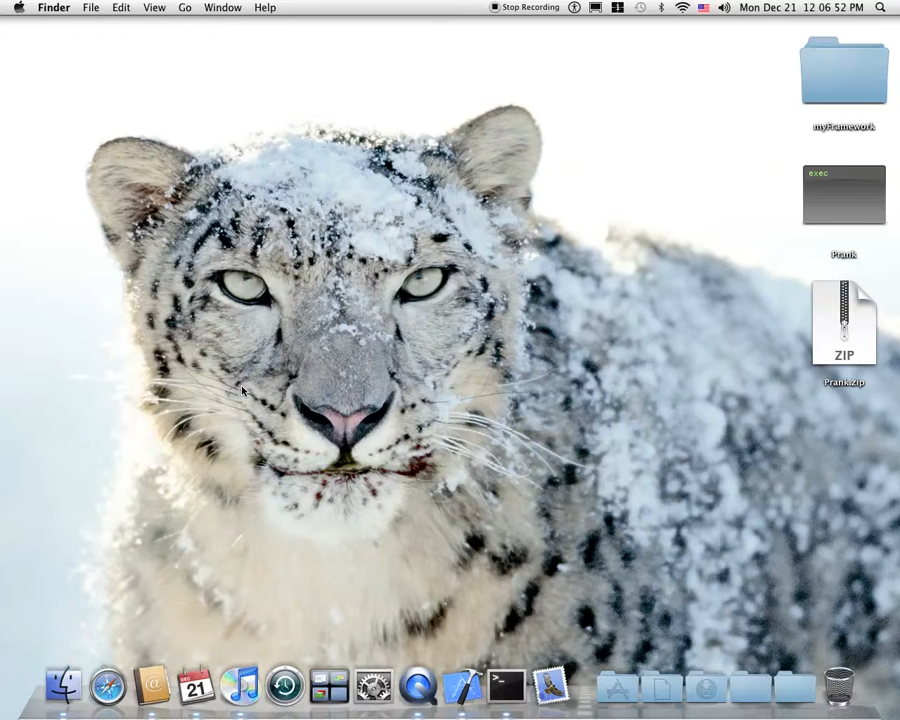 Finder File Edit View Go Window Help Stop Recording Mon Dec 21 12 06 52 PM
myFramework
exec
Prank
ZIP
Prank.zip
@
21
>_